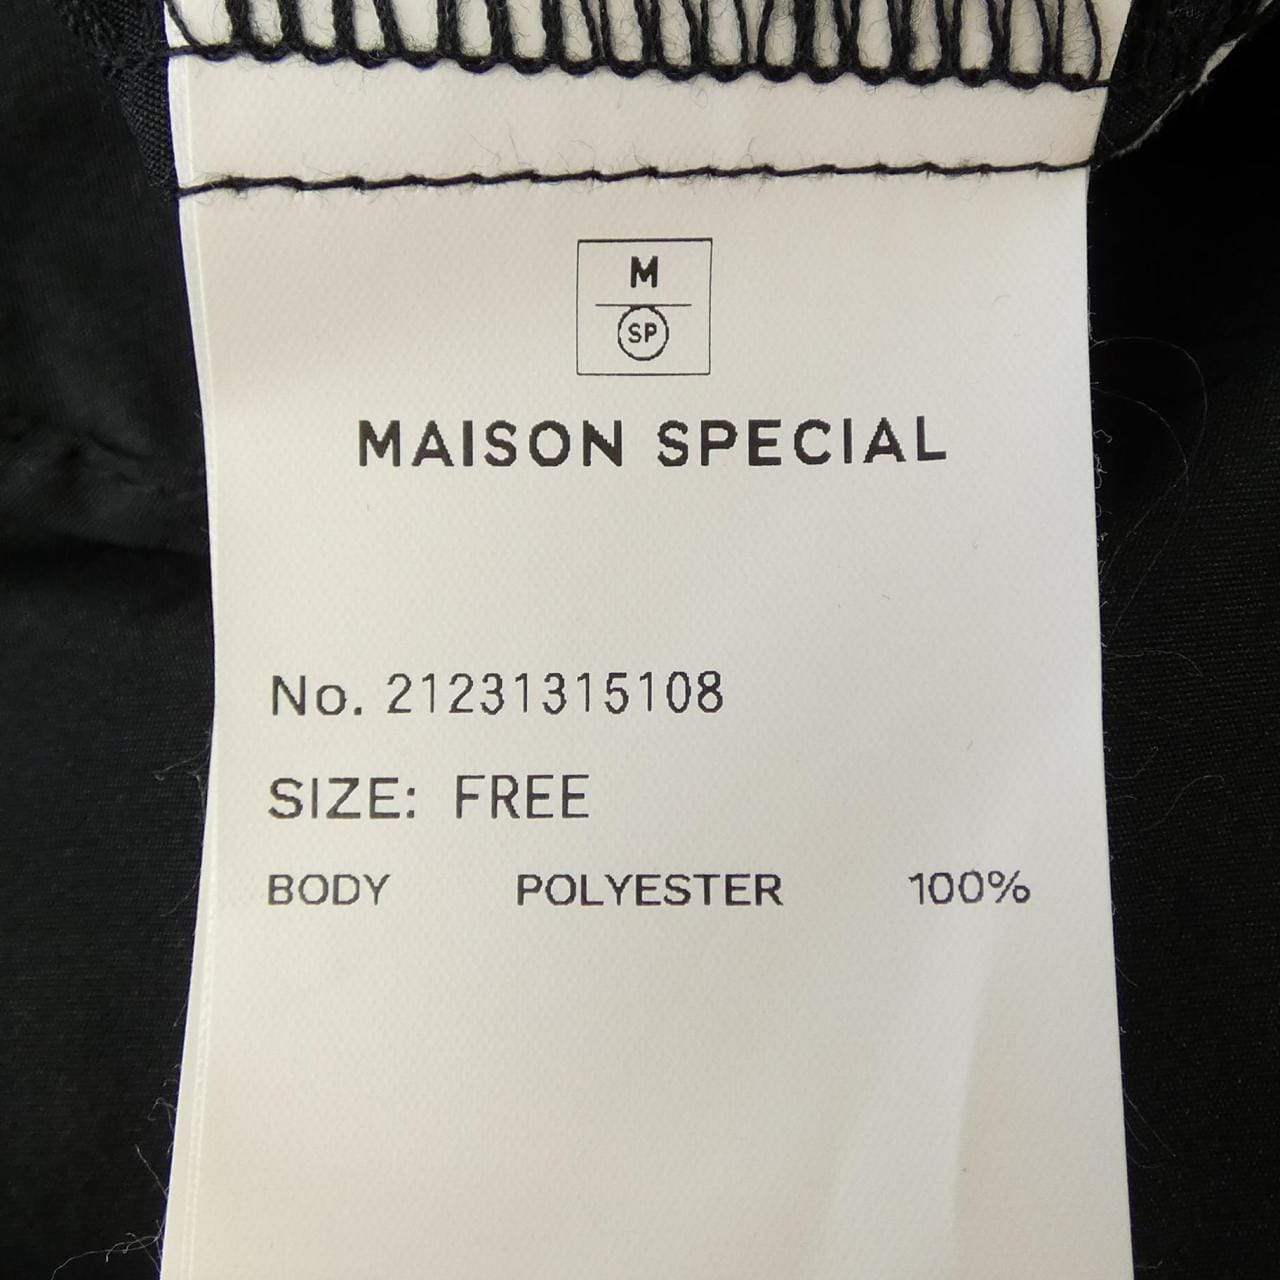 M
SP
MAISON SPECIAL
No. 21231315108
SIZE: FREE
BODY POLYESTER 100%